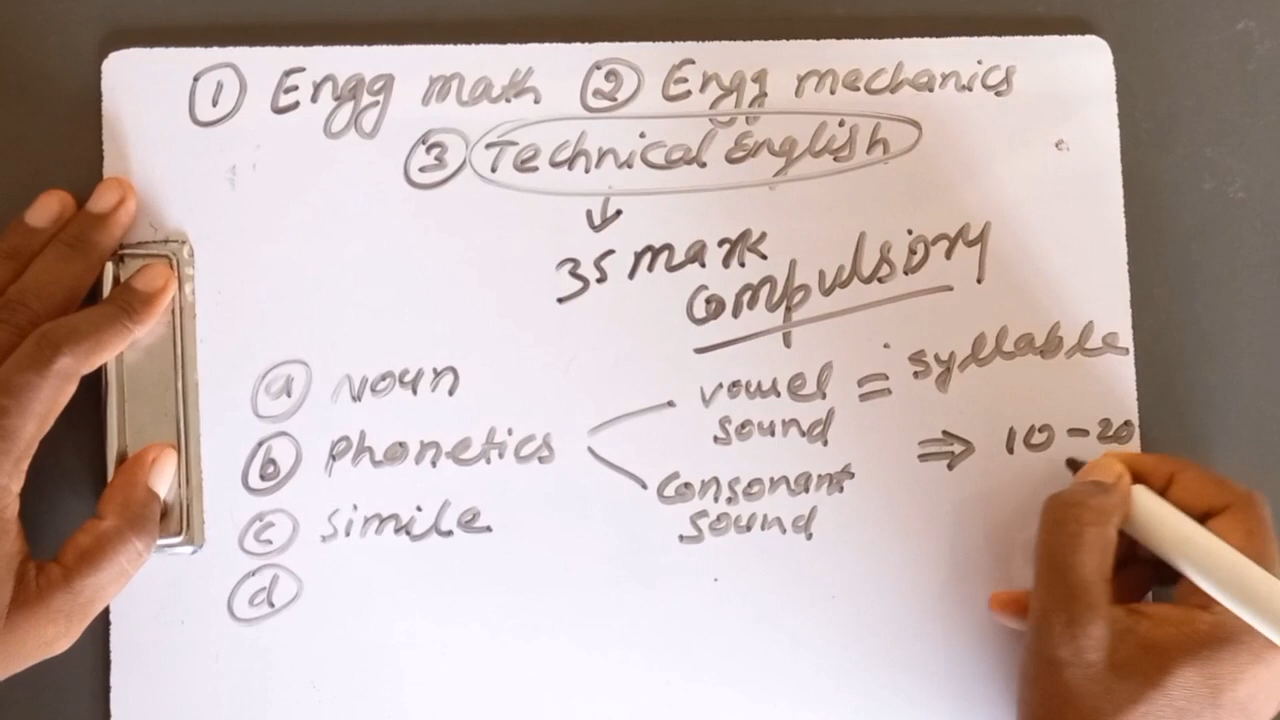 ① Engg math ② Engg mechanics
③ Technical English
↓
35 mark
compulsiory
ⓐ Noun
ⓑ phonetics
vowel sound = syllable
consonant sound
⇒ 10-20
ⓒ simile
ⓓ